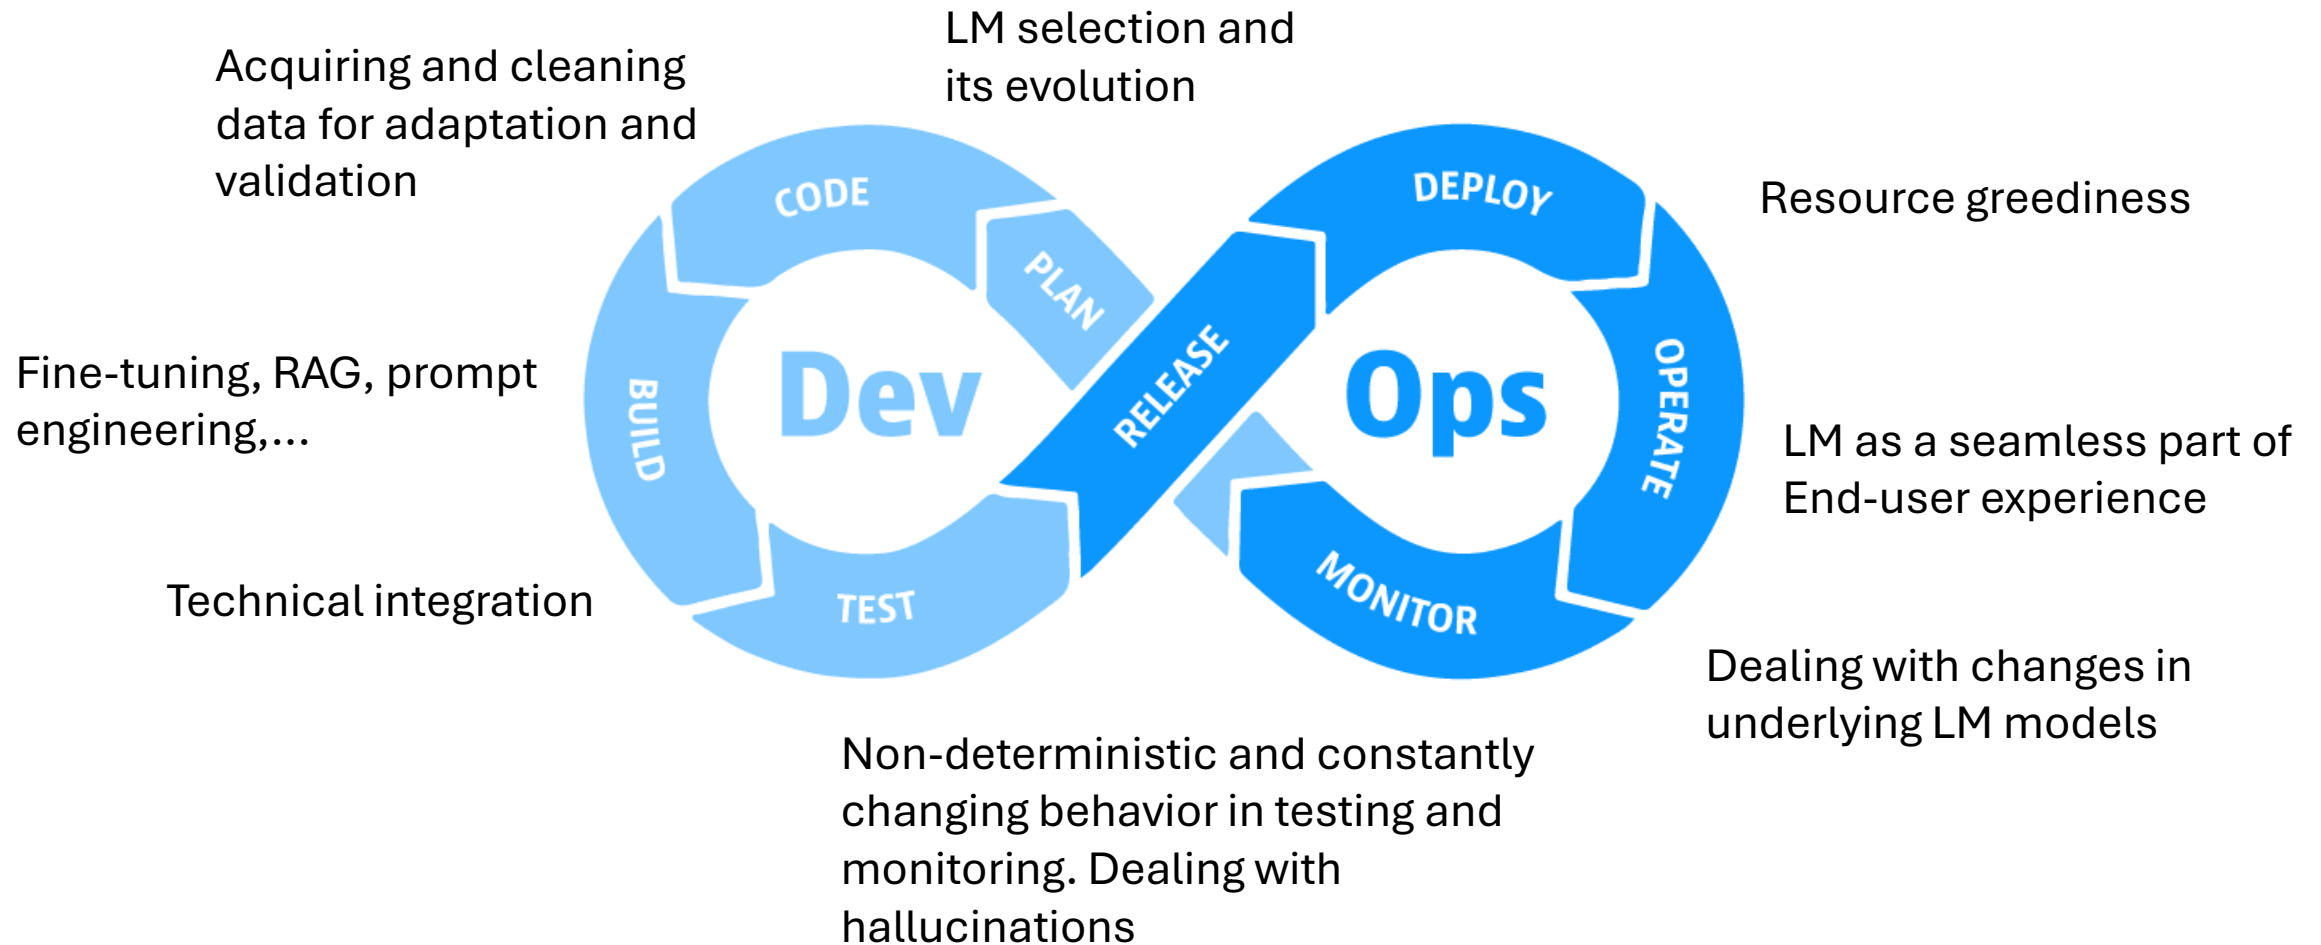 LM selection and
its evolution
Acquiring and cleaning
data for adaptation and
validation
CODE
DEPLOY
Resource greediness
PLAN
RELEASE
OPERATE
Dev
Ops
BUILD
Fine-tuning, RAG, prompt
engineering,...
LM as a seamless part of
End-user experience
Technical integration
TEST
MONITOR
Dealing with changes in
underlying LM models
Non-deterministic and constantly
changing behavior in testing and
monitoring. Dealing with
hallucinations